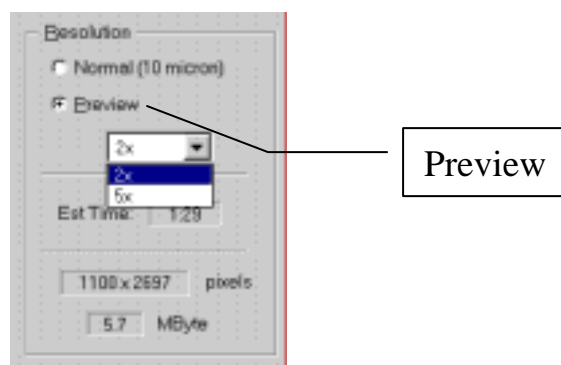 Resolution
Normal (10 micron)
Preview
2x
2x
5x
Est Time: 1:29
1100 x 2697 pixels
5.7 MByte
Preview